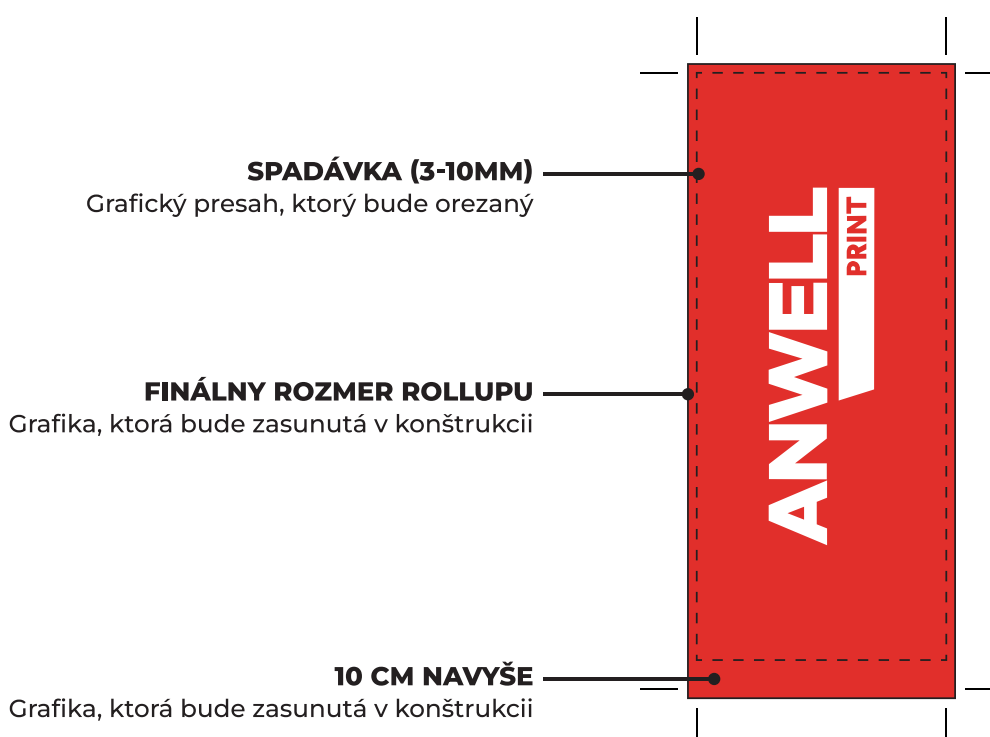 SPADÁVKA (3-10MM)
Grafický presah, ktorý bude orezaný
FINÁLNY ROZMER ROLLUPU
Grafika, ktorá bude zasunutá v konštrukcii
10 CM NAVYŠE
Grafika, ktorá bude zasunutá v konštrukcii
ANWELL
PRINT